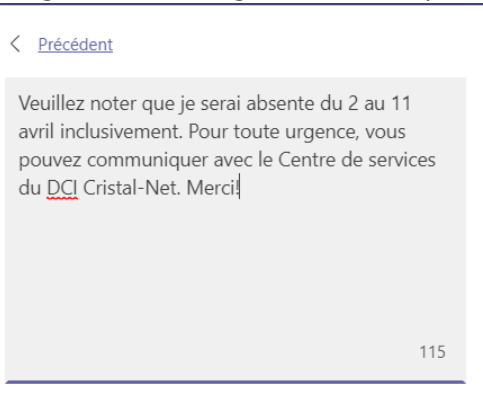 Précédent
Veuillez noter que je serai absente du 2 au 11
avril inclusivement. Pour toute urgence, vous
pouvez communiquer avec le Centre de services
du DCI Cristal-Net. Merci!
115